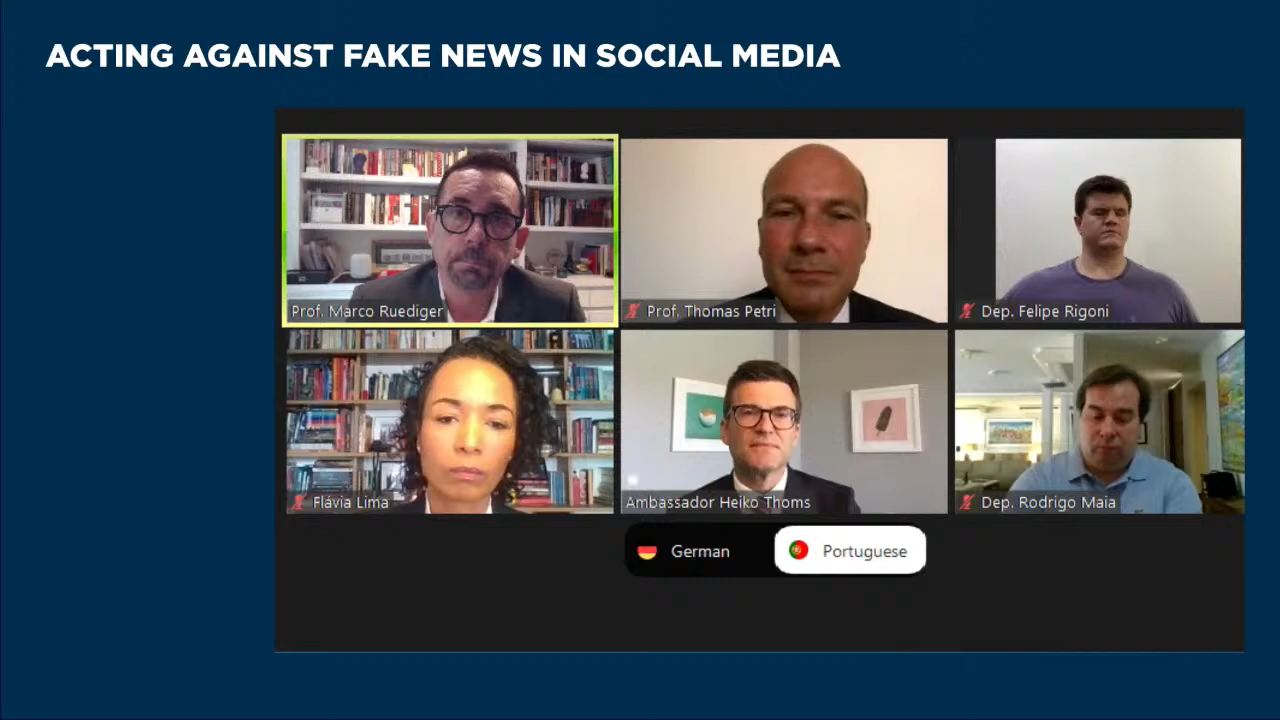 ACTING AGAINST FAKE NEWS IN SOCIAL MEDIA
Prof. Marco Ruediger
Prof. Thomas Petri
Dep. Felipe Rigoni
Flávia Lima
Ambassador Heiko Thoms
Dep. Rodrigo Maia
German
Portuguese